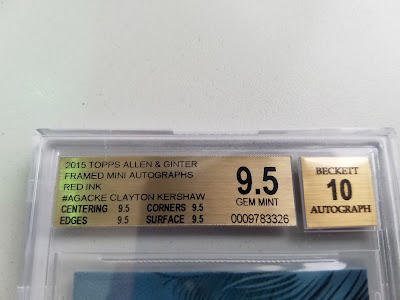 2015 TOPPS ALLEN & GINTER
FRAMED MINI AUTOGRAPHS
RED INK
#AGACKE CLAYTON KERSHAW
CENTERING 9.5 CORNERS 9.5
EDGES 9.5 SURFACE 9.5
9.5
GEM MINT
0009783326
BECKETT
10
AUTOGRAPH